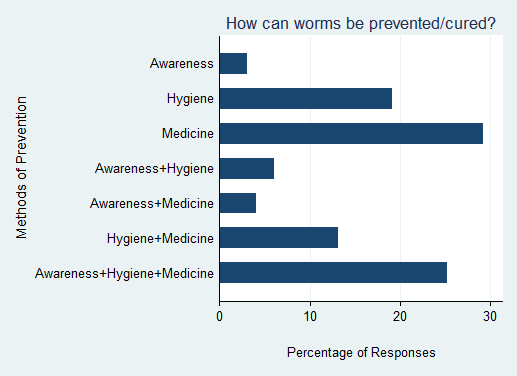 How can worms be prevented/cured?
Methods of Prevention
Awareness
Hygiene
Medicine
Awareness+Hygiene
Awareness+Medicine
Hygiene+Medicine
Awareness+Hygiene+Medicine
0 10 20 30
Percentage of Responses